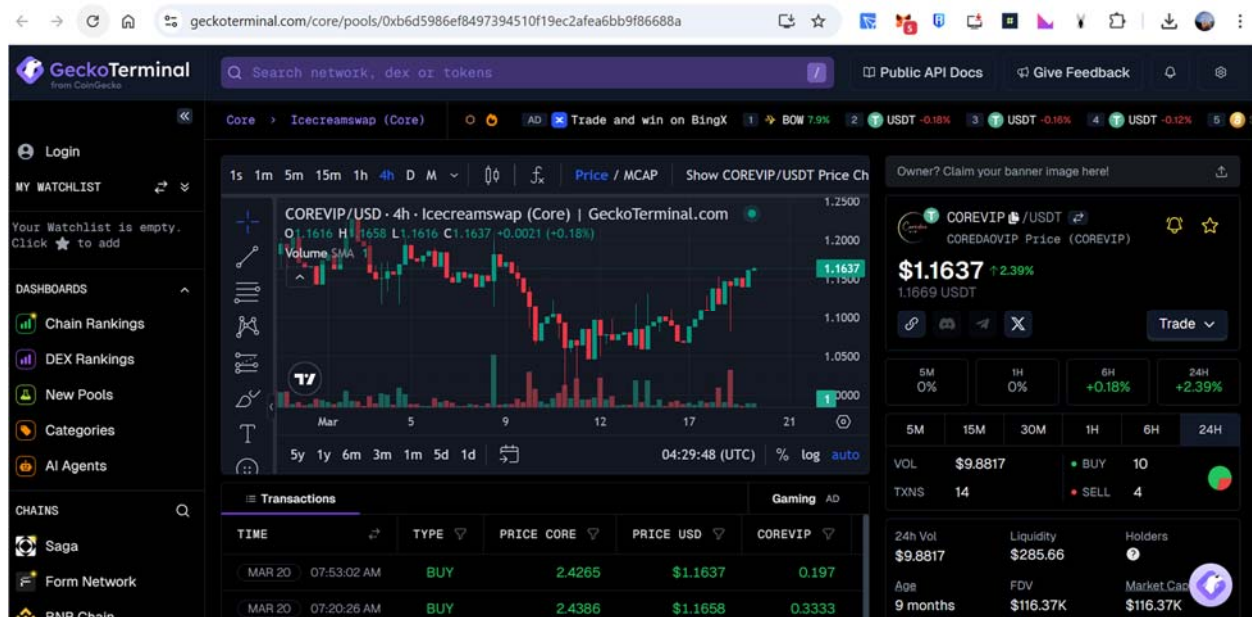 geckoterminal.com/core/pools/0xb6d5986ef8497394510f19ec2afea6bb9f86688a
5
GeckoTerminal
from CoinGecko
Search network, dex or tokens
/
Public API Docs
Give Feedback
Core > Icecreamswap (Core)
AD Trade and win on BingX
1 BOW 7.9%
2 USDT -0.18%
3 USDT -0.16%
4 USDT -0.12%
5
Login
MY WATCHLIST
Your Watchlist is empty.
Click ★ to add
DASHBOARDS
Chain Rankings
DEX Rankings
New Pools
Categories
AI Agents
CHAINS
Saga
Form Network
BNB Chain
1s 1m 5m 15m 1h 4h D M
Price / MCAP
Show COREVIP/USDT Price Ch
COREVIP/USD · 4h · Icecreamswap (Core) | GeckoTerminal.com
O1.1616 H1.1658 L1.1616 C1.1637 +0.0021 (+0.18%)
Volume SMA 1
1.2500
1.2000
1.1637
1.1500
1.1000
1.0500
1
0000
Mar 5 9 12 17 21
5y 1y 6m 3m 1m 5d 1d
04:29:48 (UTC) % log auto
Transactions
Gaming AD
TIME TYPE PRICE CORE PRICE USD COREVIP
MAR 20 07:53:02 AM BUY 2.4265 $1.1637 0.197
MAR 20 07:20:26 AM BUY 2.4386 $1.1658 0.3333
Owner? Claim your banner image here!
COREVIP /USDT
COREDAOVIP Price (COREVIP)
$1.1637 ↑2.39%
1.1669 USDT
Trade
5M 1H 6H 24H
0% 0% +0.18% +2.39%
5M 15M 30M 1H 6H 24H
VOL $9.8817 BUY 10
TXNS 14 SELL 4
24h Vol Liquidity Holders
$9.8817 $285.66 ?
Age FDV Market Cap
9 months $116.37K $116.37K